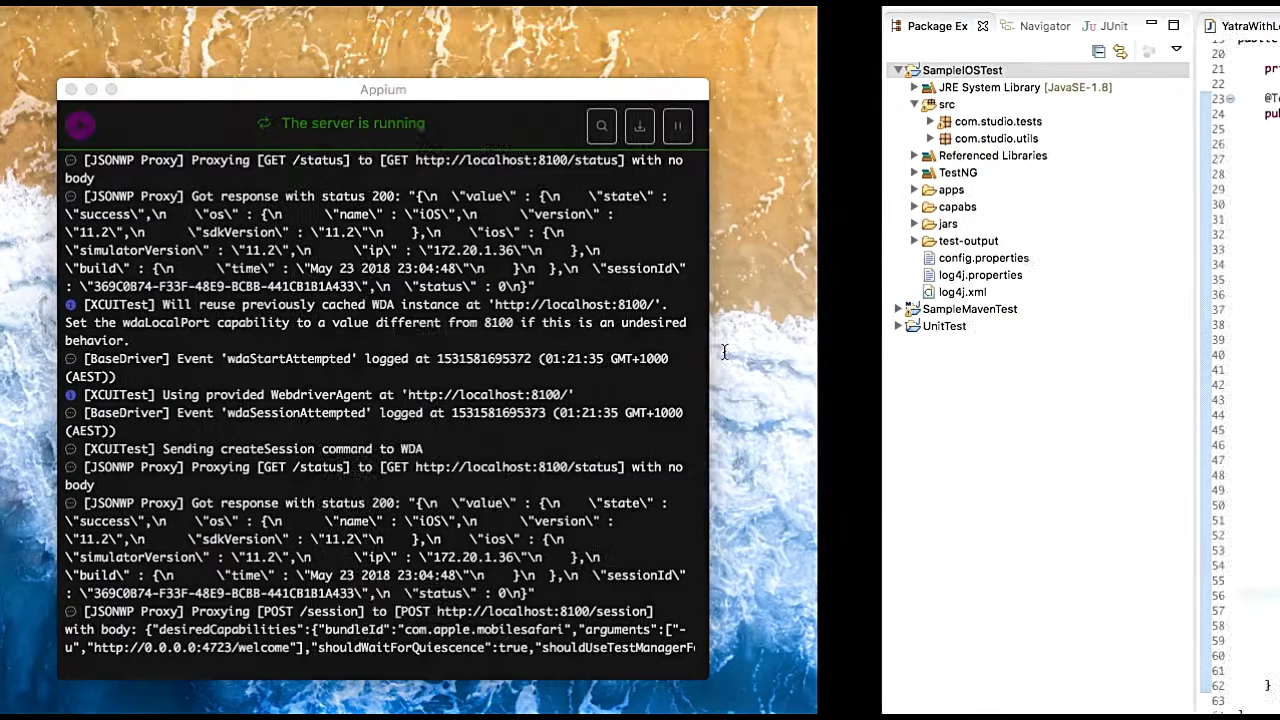 Appium
The server is running
[JSONWP Proxy] Proxying [GET /status] to [GET http://localhost:8100/status] with no
body
[JSONWP Proxy] Got response with status 200: "{\n  \"value\" : {\n    \"state\" :
\"success\",\n    \"os\" : {\n      \"name\" : \"iOS\",\n      \"version\" :
\"11.2\",\n      \"sdkVersion\" : \"11.2\"\n    },\n    \"ios\" : {\n
\"simulatorVersion\" : \"11.2\",\n      \"ip\" : \"172.20.1.36\"\n    },\n
\"build\" : {\n      \"time\" : \"May 23 2018 23:04:48\"\n    }\n  },\n  \"sessionId\"
: \"369C0B74-F33F-48E9-BCBB-441CB1B1A433\",\n  \"status\" : 0\n}"
[XCUITest] Will reuse previously cached WDA instance at 'http://localhost:8100/'.
Set the wdaLocalPort capability to a value different from 8100 if this is an undesired
behavior.
[BaseDriver] Event 'wdaStartAttempted' logged at 1531581695372 (01:21:35 GMT+1000
(AEST))
[XCUITest] Using provided WebdriverAgent at 'http://localhost:8100/'
[BaseDriver] Event 'wdaSessionAttempted' logged at 1531581695373 (01:21:35 GMT+1000
(AEST))
[XCUITest] Sending createSession command to WDA
[JSONWP Proxy] Proxying [GET /status] to [GET http://localhost:8100/status] with no
body
[JSONWP Proxy] Got response with status 200: "{\n  \"value\" : {\n    \"state\" :
\"success\",\n    \"os\" : {\n      \"name\" : \"iOS\",\n      \"version\" :
\"11.2\",\n      \"sdkVersion\" : \"11.2\"\n    },\n    \"ios\" : {\n
\"simulatorVersion\" : \"11.2\",\n      \"ip\" : \"172.20.1.36\"\n    },\n
\"build\" : {\n      \"time\" : \"May 23 2018 23:04:48\"\n    }\n  },\n  \"sessionId\"
: \"369C0B74-F33F-48E9-BCBB-441CB1B1A433\",\n  \"status\" : 0\n}"
[JSONWP Proxy] Proxying [POST /session] to [POST http://localhost:8100/session]
with body: {"desiredCapabilities":{"bundleId":"com.apple.mobilesafari","arguments":["-
u","http://0.0.0.0:4723/welcome"],"shouldWaitForQuiescence":true,"shouldUseTestManagerF
Package Ex
Navigator
JUnit
SampleIOSTest
JRE System Library [JavaSE-1.8]
src
com.studio.tests
com.studio.utils
Referenced Libraries
TestNG
apps
capabs
jars
test-output
config.properties
log4j.properties
log4j.xml
SampleMavenTest
UnitTest
YatraWithL
20
21 pr
22
23 @T
24 pu
26
27
28
29
30
31
32
33
34
35
36
37
38
39
40
41
42
43
44
45
46
47
48
49
50
51
52
53
54
55
56
57
58
59
60
61
62 }
63